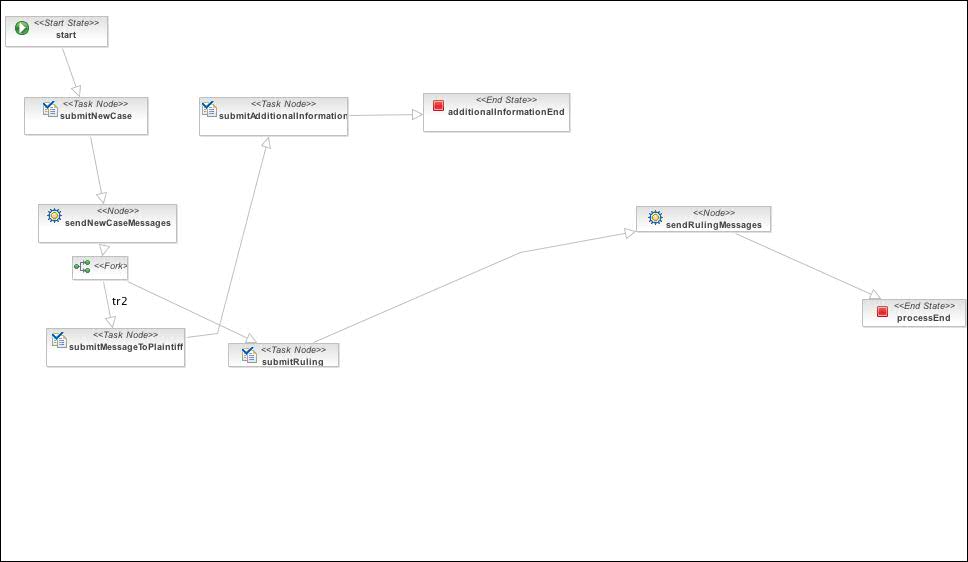 <<Start State>>
start
<<Task Node>>
submitNewCase
<<Task Node>>
submitAdditionalInformation
<<End State>>
additionalInformationEnd
<<Node>>
sendNewCaseMessages
<<Node>>
sendRulingMessages
<<Fork>
tr2
<<End State>>
processEnd
<<Task Node>>
submitMessageToPlaintiff
<<Task Node>>
submitRuling